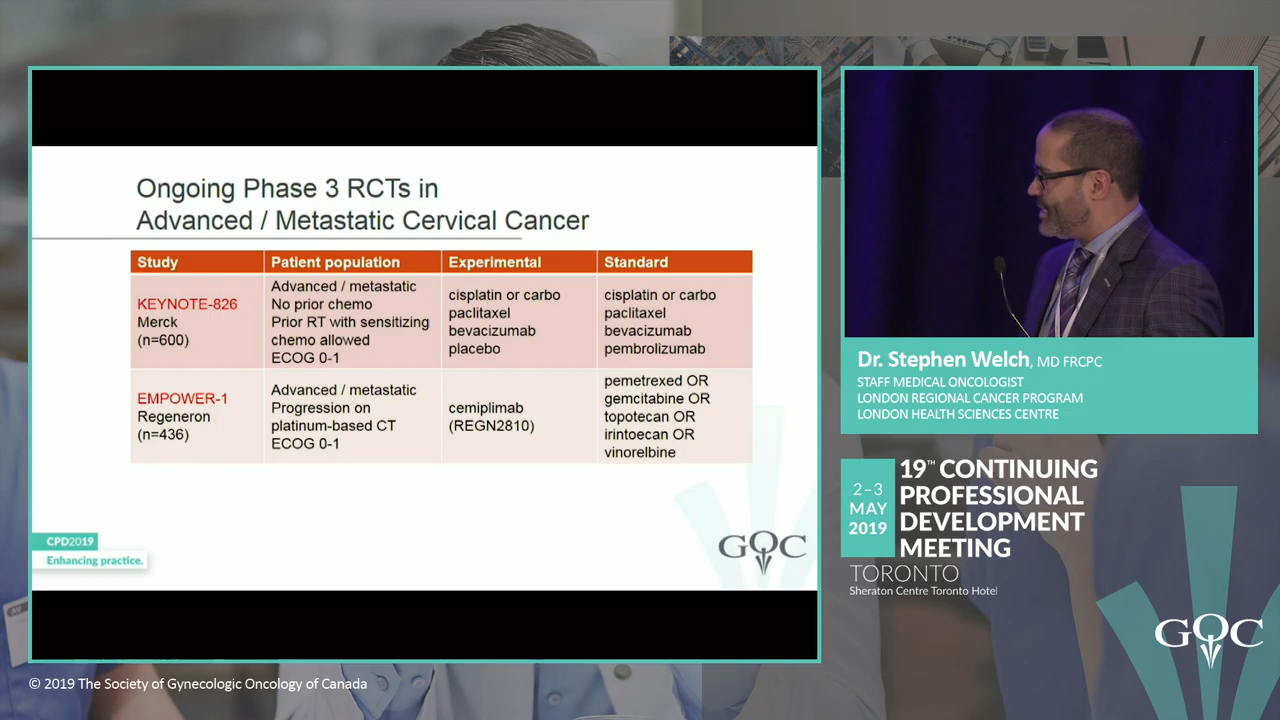 Ongoing Phase 3 RCTs in
Advanced / Metastatic Cervical Cancer
Study
Patient population
Experimental
Standard
KEYNOTE-826
Merck
(n=600)
Advanced / metastatic
No prior chemo
Prior RT with sensitizing
chemo allowed
ECOG 0-1
cisplatin or carbo
paclitaxel
bevacizumab
placebo
cisplatin or carbo
paclitaxel
bevacizumab
pembrolizumab
EMPOWER-1
Regeneron
(n=436)
Advanced / metastatic
Progression on
platinum-based CT
ECOG 0-1
cemiplimab
(REGN2810)
pemetrexed OR
gemcitabine OR
topotecan OR
irintoecan OR
vinorelbine
CPD2019
Enhancing practice.
GOC
Dr. Stephen Welch, MD FRCPC
STAFF MEDICAL ONCOLOGIST
LONDON REGIONAL CANCER PROGRAM
LONDON HEALTH SCIENCES CENTRE
2–3
MAY
2019
19TH CONTINUING
PROFESSIONAL
DEVELOPMENT
MEETING
TORONTO
Sheraton Centre Toronto Hotel
GOC
© 2019 The Society of Gynecologic Oncology of Canada